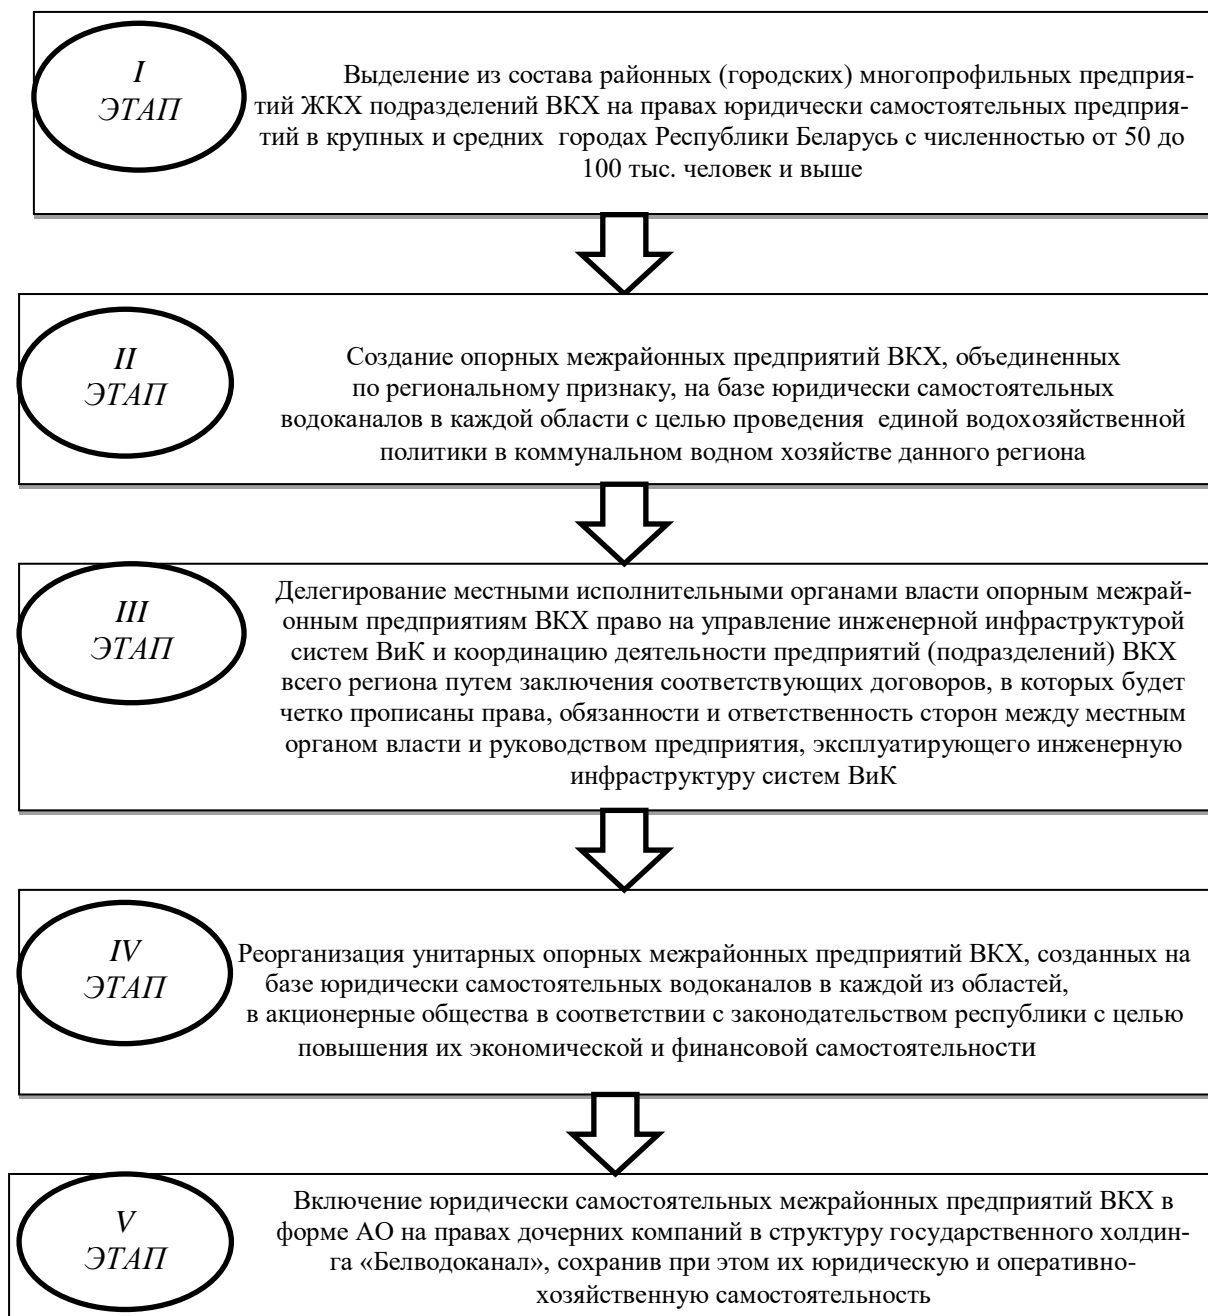 I
ЭТАП
Выделение из состава районных (городских) многопрофильных предприя-
тий ЖКХ подразделений ВКХ на правах юридически самостоятельных предприя-
тий в крупных и средних городах Республики Беларусь с численностью от 50 до
100 тыс. человек и выше
II
ЭТАП
Создание опорных межрайонных предприятий ВКХ, объединенных
по региональному признаку, на базе юридически самостоятельных
водоканалов в каждой области с целью проведения единой водохозяйственной
политики в коммунальном водном хозяйстве данного региона
III
ЭТАП
Делегирование местными исполнительными органами власти опорным межрай-
онным предприятиям ВКХ право на управление инженерной инфраструктурой
систем ВиК и координацию деятельности предприятий (подразделений) ВКХ
всего региона путем заключения соответствующих договоров, в которых будет
четко прописаны права, обязанности и ответственность сторон между местным
органом власти и руководством предприятия, эксплуатирующего инженерную
инфраструктуру систем ВиК
IV
ЭТАП
Реорганизация унитарных опорных межрайонных предприятий ВКХ, созданных на
базе юридически самостоятельных водоканалов в каждой из областей,
в акционерные общества в соответствии с законодательством республики с целью
повышения их экономической и финансовой самостоятельности
V
ЭТАП
Включение юридически самостоятельных межрайонных предприятий ВКХ в
форме АО на правах дочерних компаний в структуру государственного холдин-
га «Белводоканал», сохранив при этом их юридическую и оперативно-
хозяйственную самостоятельность